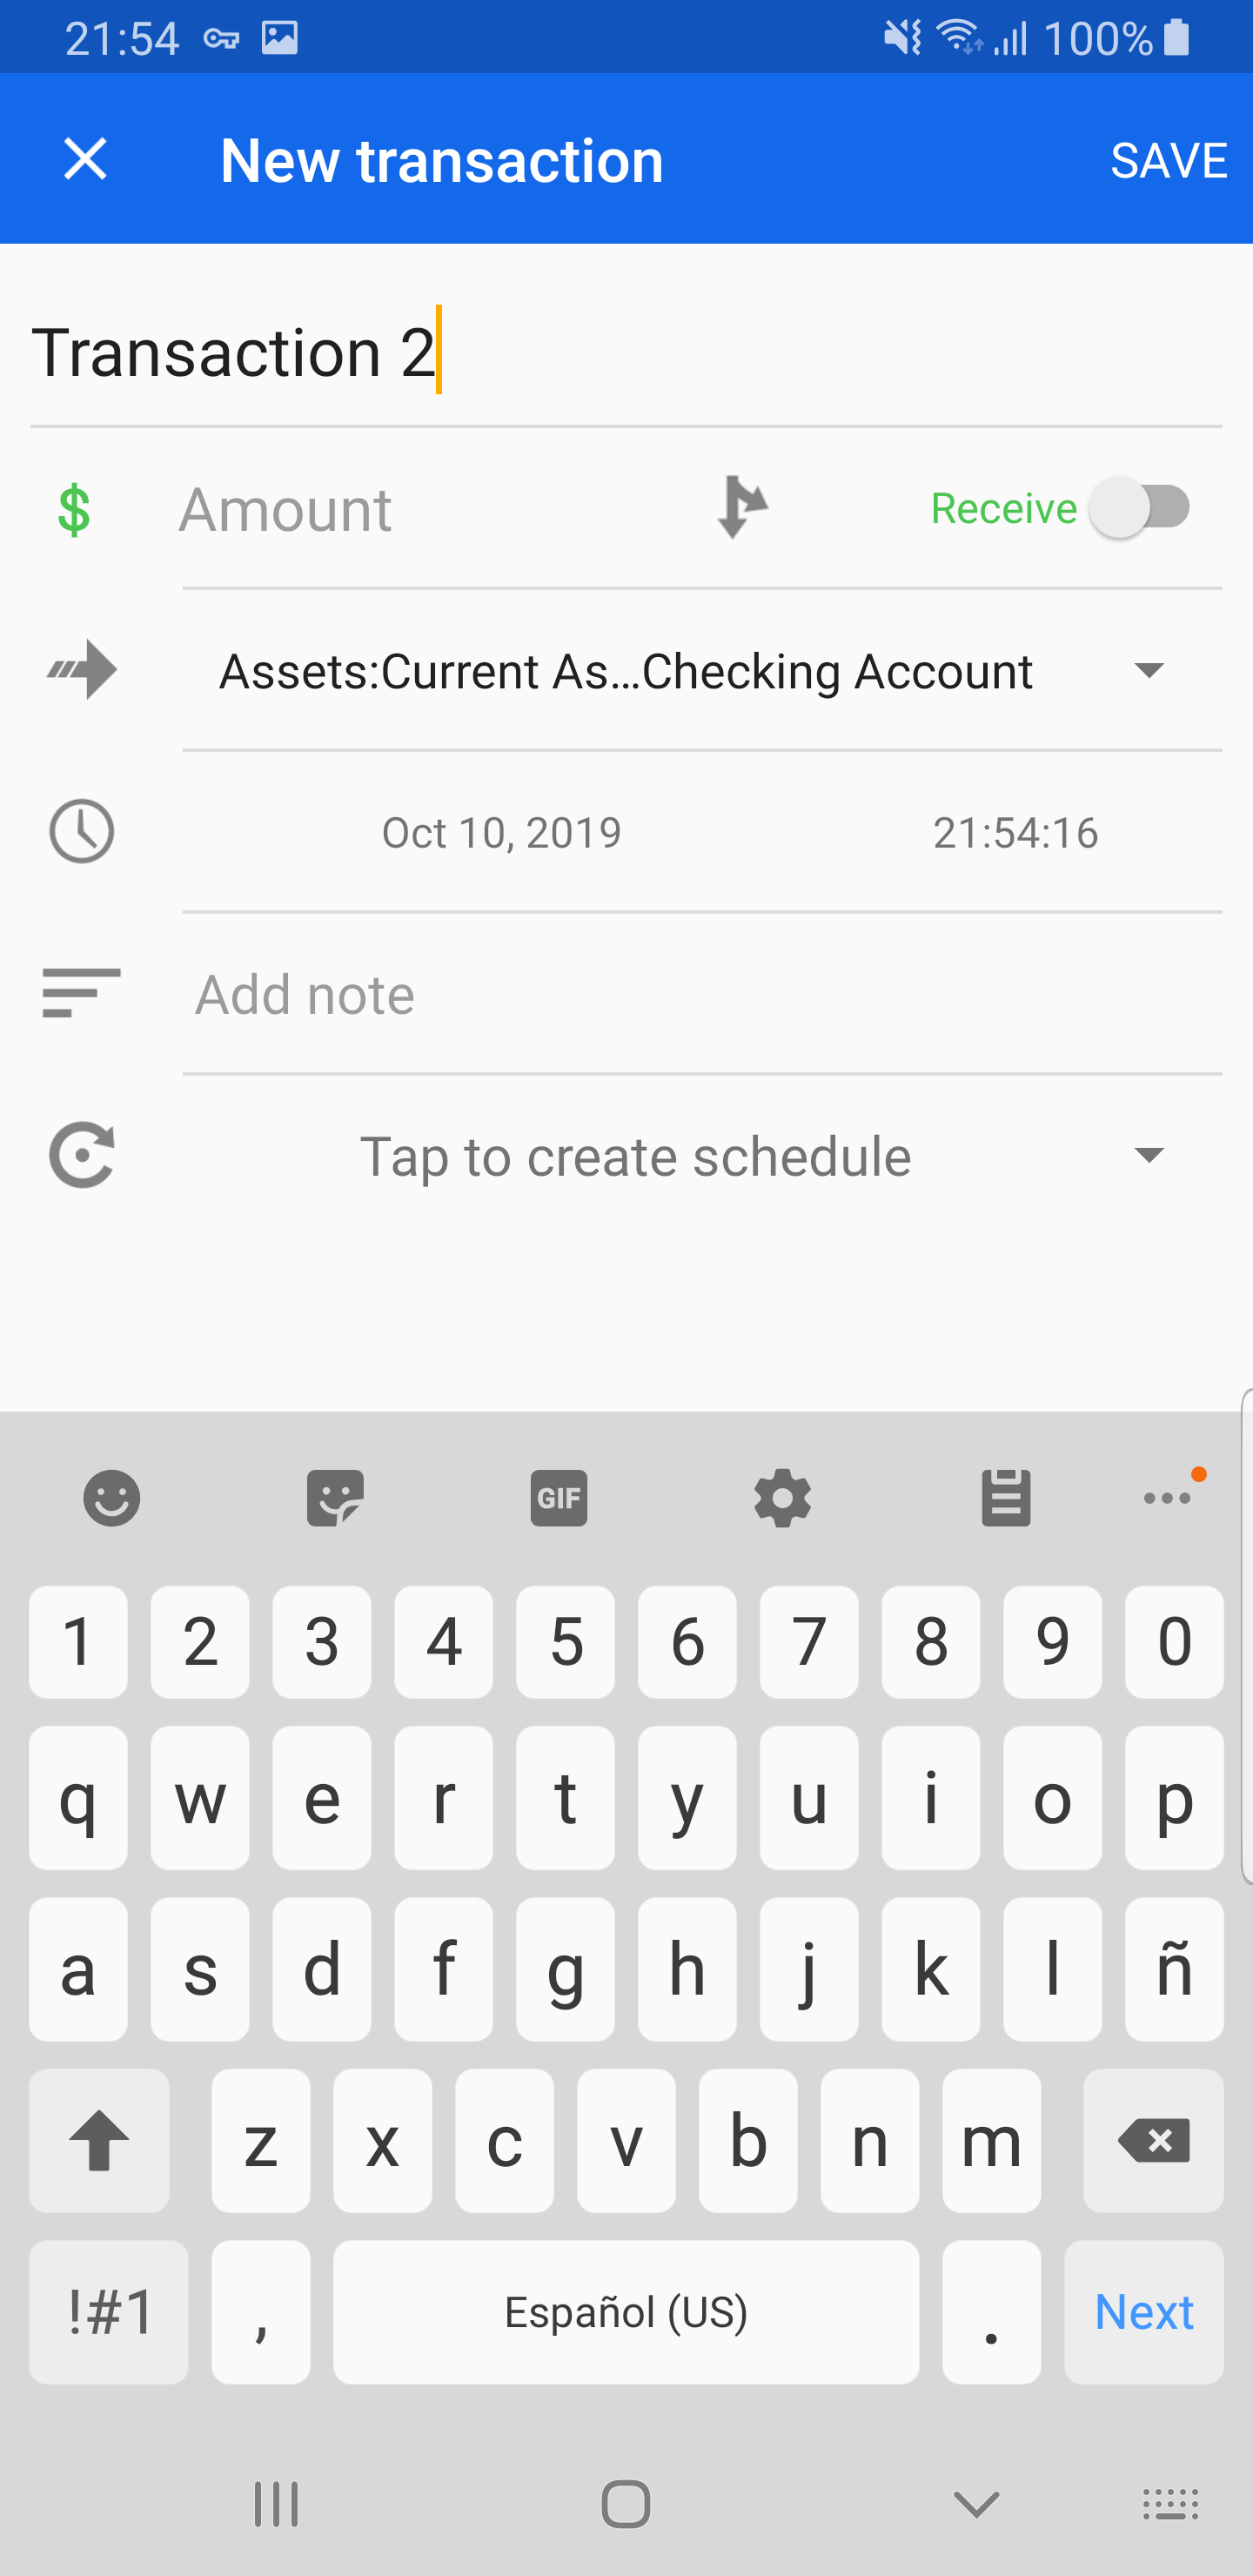 21:54 100%
New transaction SAVE
Transaction 2
$ Amount Receive
Assets:Current As...Checking Account
Oct 10, 2019 21:54:16
Add note
Tap to create schedule
GIF
1 2 3 4 5 6 7 8 9 0
q w e r t y u i o p
a s d f g h j k l ñ
z x c v b n m
!#1 , Español (US) . Next